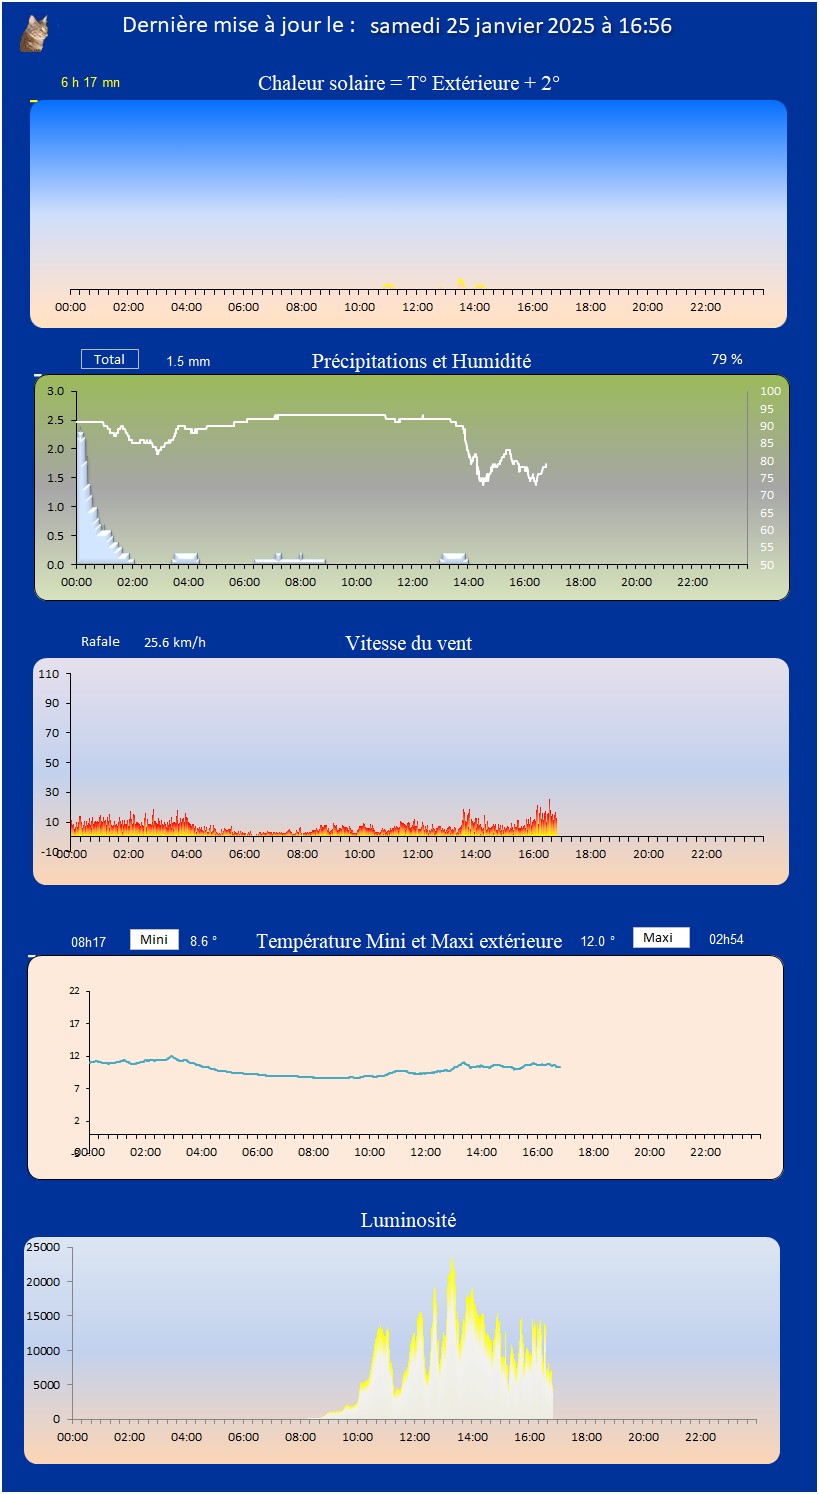 Dernière mise à jour le : samedi 25 janvier 2025 à 16:56
6 h 17 mn Chaleur solaire = T° Extérieure + 2°
00:00 02:00 04:00 06:00 08:00 10:00 12:00 14:00 16:00 18:00 20:00 22:00
Total 1.5 mm Précipitations et Humidité 79 %
3.0 100
95
2.5 90
85
2.0 80
1.5 75
70
1.0 65
60
0.5 55
0.0 50
00:00 02:00 04:00 06:00 08:00 10:00 12:00 14:00 16:00 18:00 20:00 22:00
Rafale 25.6 km/h Vitesse du vent
110
90
70
50
30
10
-10
00:00 02:00 04:00 06:00 08:00 10:00 12:00 14:00 16:00 18:00 20:00 22:00
08h17 Mini 8.6 ° Température Mini et Maxi extérieure 12.0 ° Maxi 02h54
22
17
12
7
2
-3
00:00 02:00 04:00 06:00 08:00 10:00 12:00 14:00 16:00 18:00 20:00 22:00
Luminosité
25000
20000
15000
10000
5000
0
00:00 02:00 04:00 06:00 08:00 10:00 12:00 14:00 16:00 18:00 20:00 22:00